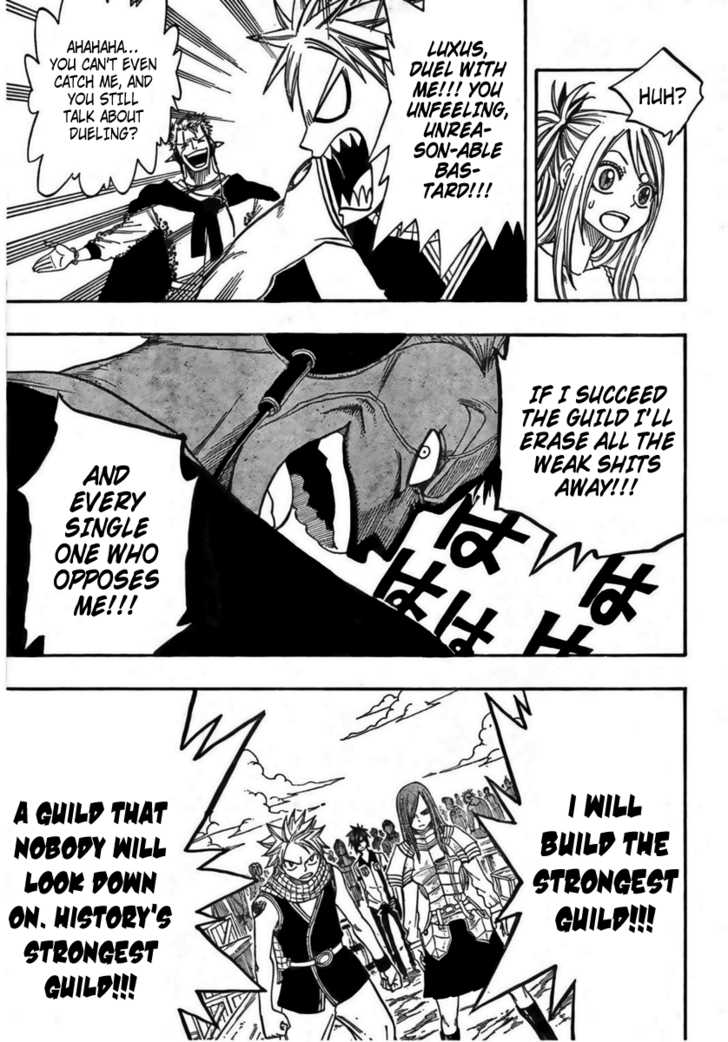 HUH?
LUXUS,
DUEL WITH
ME!!! YOU
UNFEELING,
UNREA-
SON-ABLE
BAS-
TARD!!!
AHAHAHA...
YOU CAN'T EVEN
CATCH ME, AND
YOU STILL
TALK ABOUT
DUELING?
IF I SUCCEED
THE GUILD I'LL
ERASE ALL THE
WEAK SHITS
AWAY!!!
は
は
は
は
は
は
AND
EVERY
SINGLE
ONE WHO
OPPOSES
ME!!!
I WILL
BUILD THE
STRONGEST
GUILD!!!
A GUILD THAT
NOBODY WILL
LOOK DOWN
ON. HISTORY'S
STRONGEST
GUILD!!!